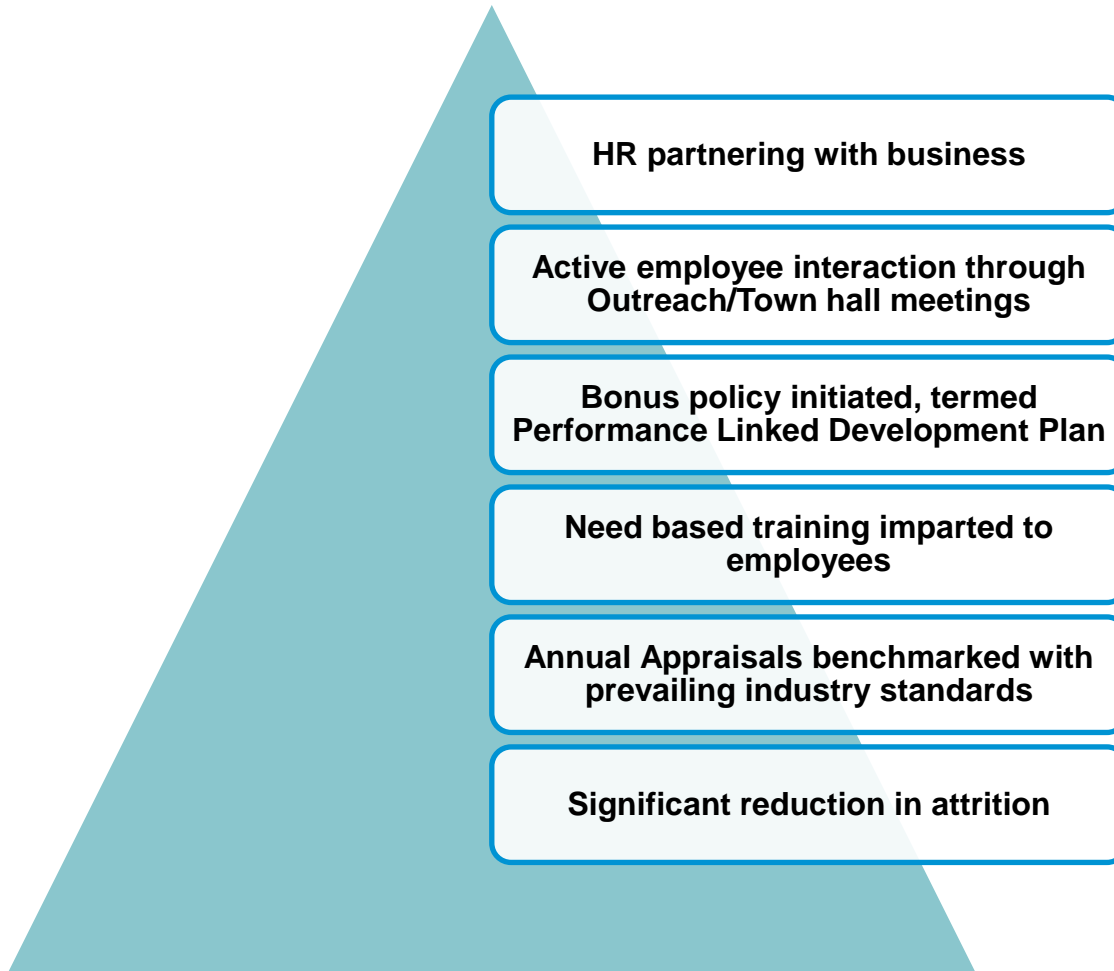 HR partnering with business
Active employee interaction through
Outreach/Town hall meetings
Bonus policy initiated, termed
Performance Linked Development Plan
Need based training imparted to
employees
Annual Appraisals benchmarked with
prevailing industry standards
Significant reduction in attrition